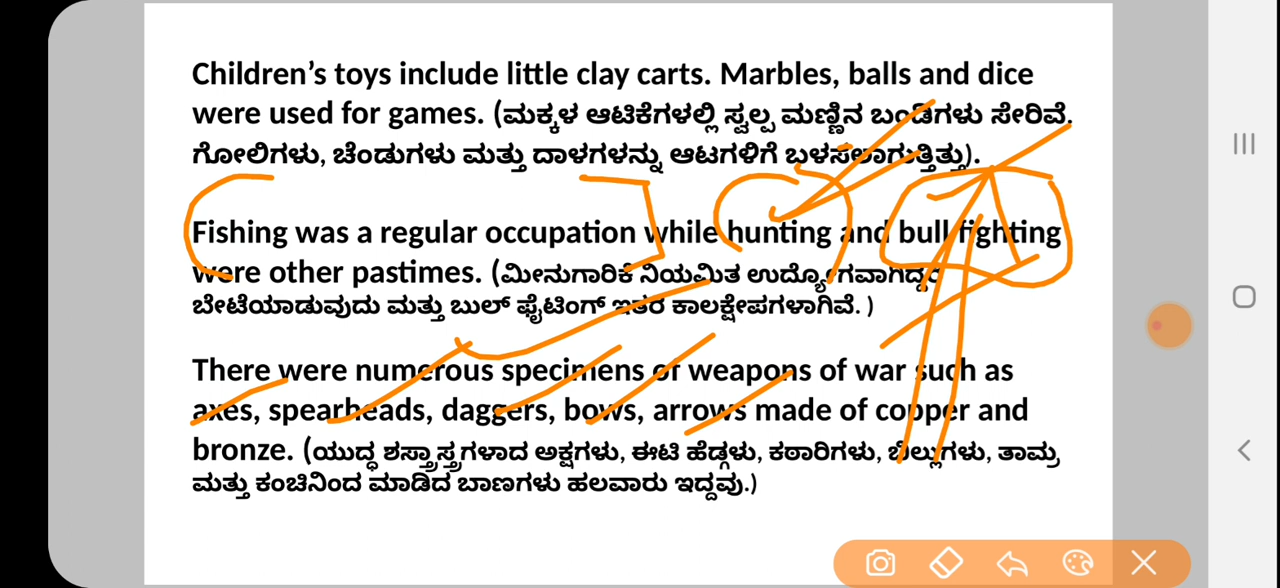 Children’s toys include little clay carts. Marbles, balls and dice
were used for games. (ಮಕ್ಕಳ ಆಟಿಕೆಗಳಲ್ಲಿ ಸ್ವಲ್ಪ ಮಣ್ಣಿನ ಬಂಡಿಗಳು ಸೇರಿವೆ.
ಗೋಲಿಗಳು, ಚೆಂಡುಗಳು ಮತ್ತು ದಾಳಗಳನ್ನು ಆಟಗಳಿಗೆ ಬಳಸಲಾಗುತ್ತಿತ್ತು).
Fishing was a regular occupation while hunting and bull fighting
were other pastimes. (ಮೀನುಗಾರಿಕೆ ನಿಯಮಿತ ಉದ್ಯೋಗವಾಗಿದ್ದರೆ
ಬೇಟೆಯಾಡುವುದು ಮತ್ತು ಬುಲ್ ಫೈಟಿಂಗ್ ಇತರ ಕಾಲಕ್ಷೇಪಗಳಾಗಿವೆ. )
There were numerous specimens of weapons of war such as
axes, spearheads, daggers, bows, arrows made of copper and
bronze. (ಯುದ್ಧ ಶಸ್ತ್ರಾಸ್ತ್ರಗಳಾದ ಅಕ್ಷಗಳು, ಈಟಿ ಹೆಡ್ಗಳು, ಕಠಾರಿಗಳು, ಬಿಲ್ಲುಗಳು, ತಾಮ್ರ
ಮತ್ತು ಕಂಚಿನಿಂದ ಮಾಡಿದ ಬಾಣಗಳು ಹಲವಾರು ಇದ್ದವು.)